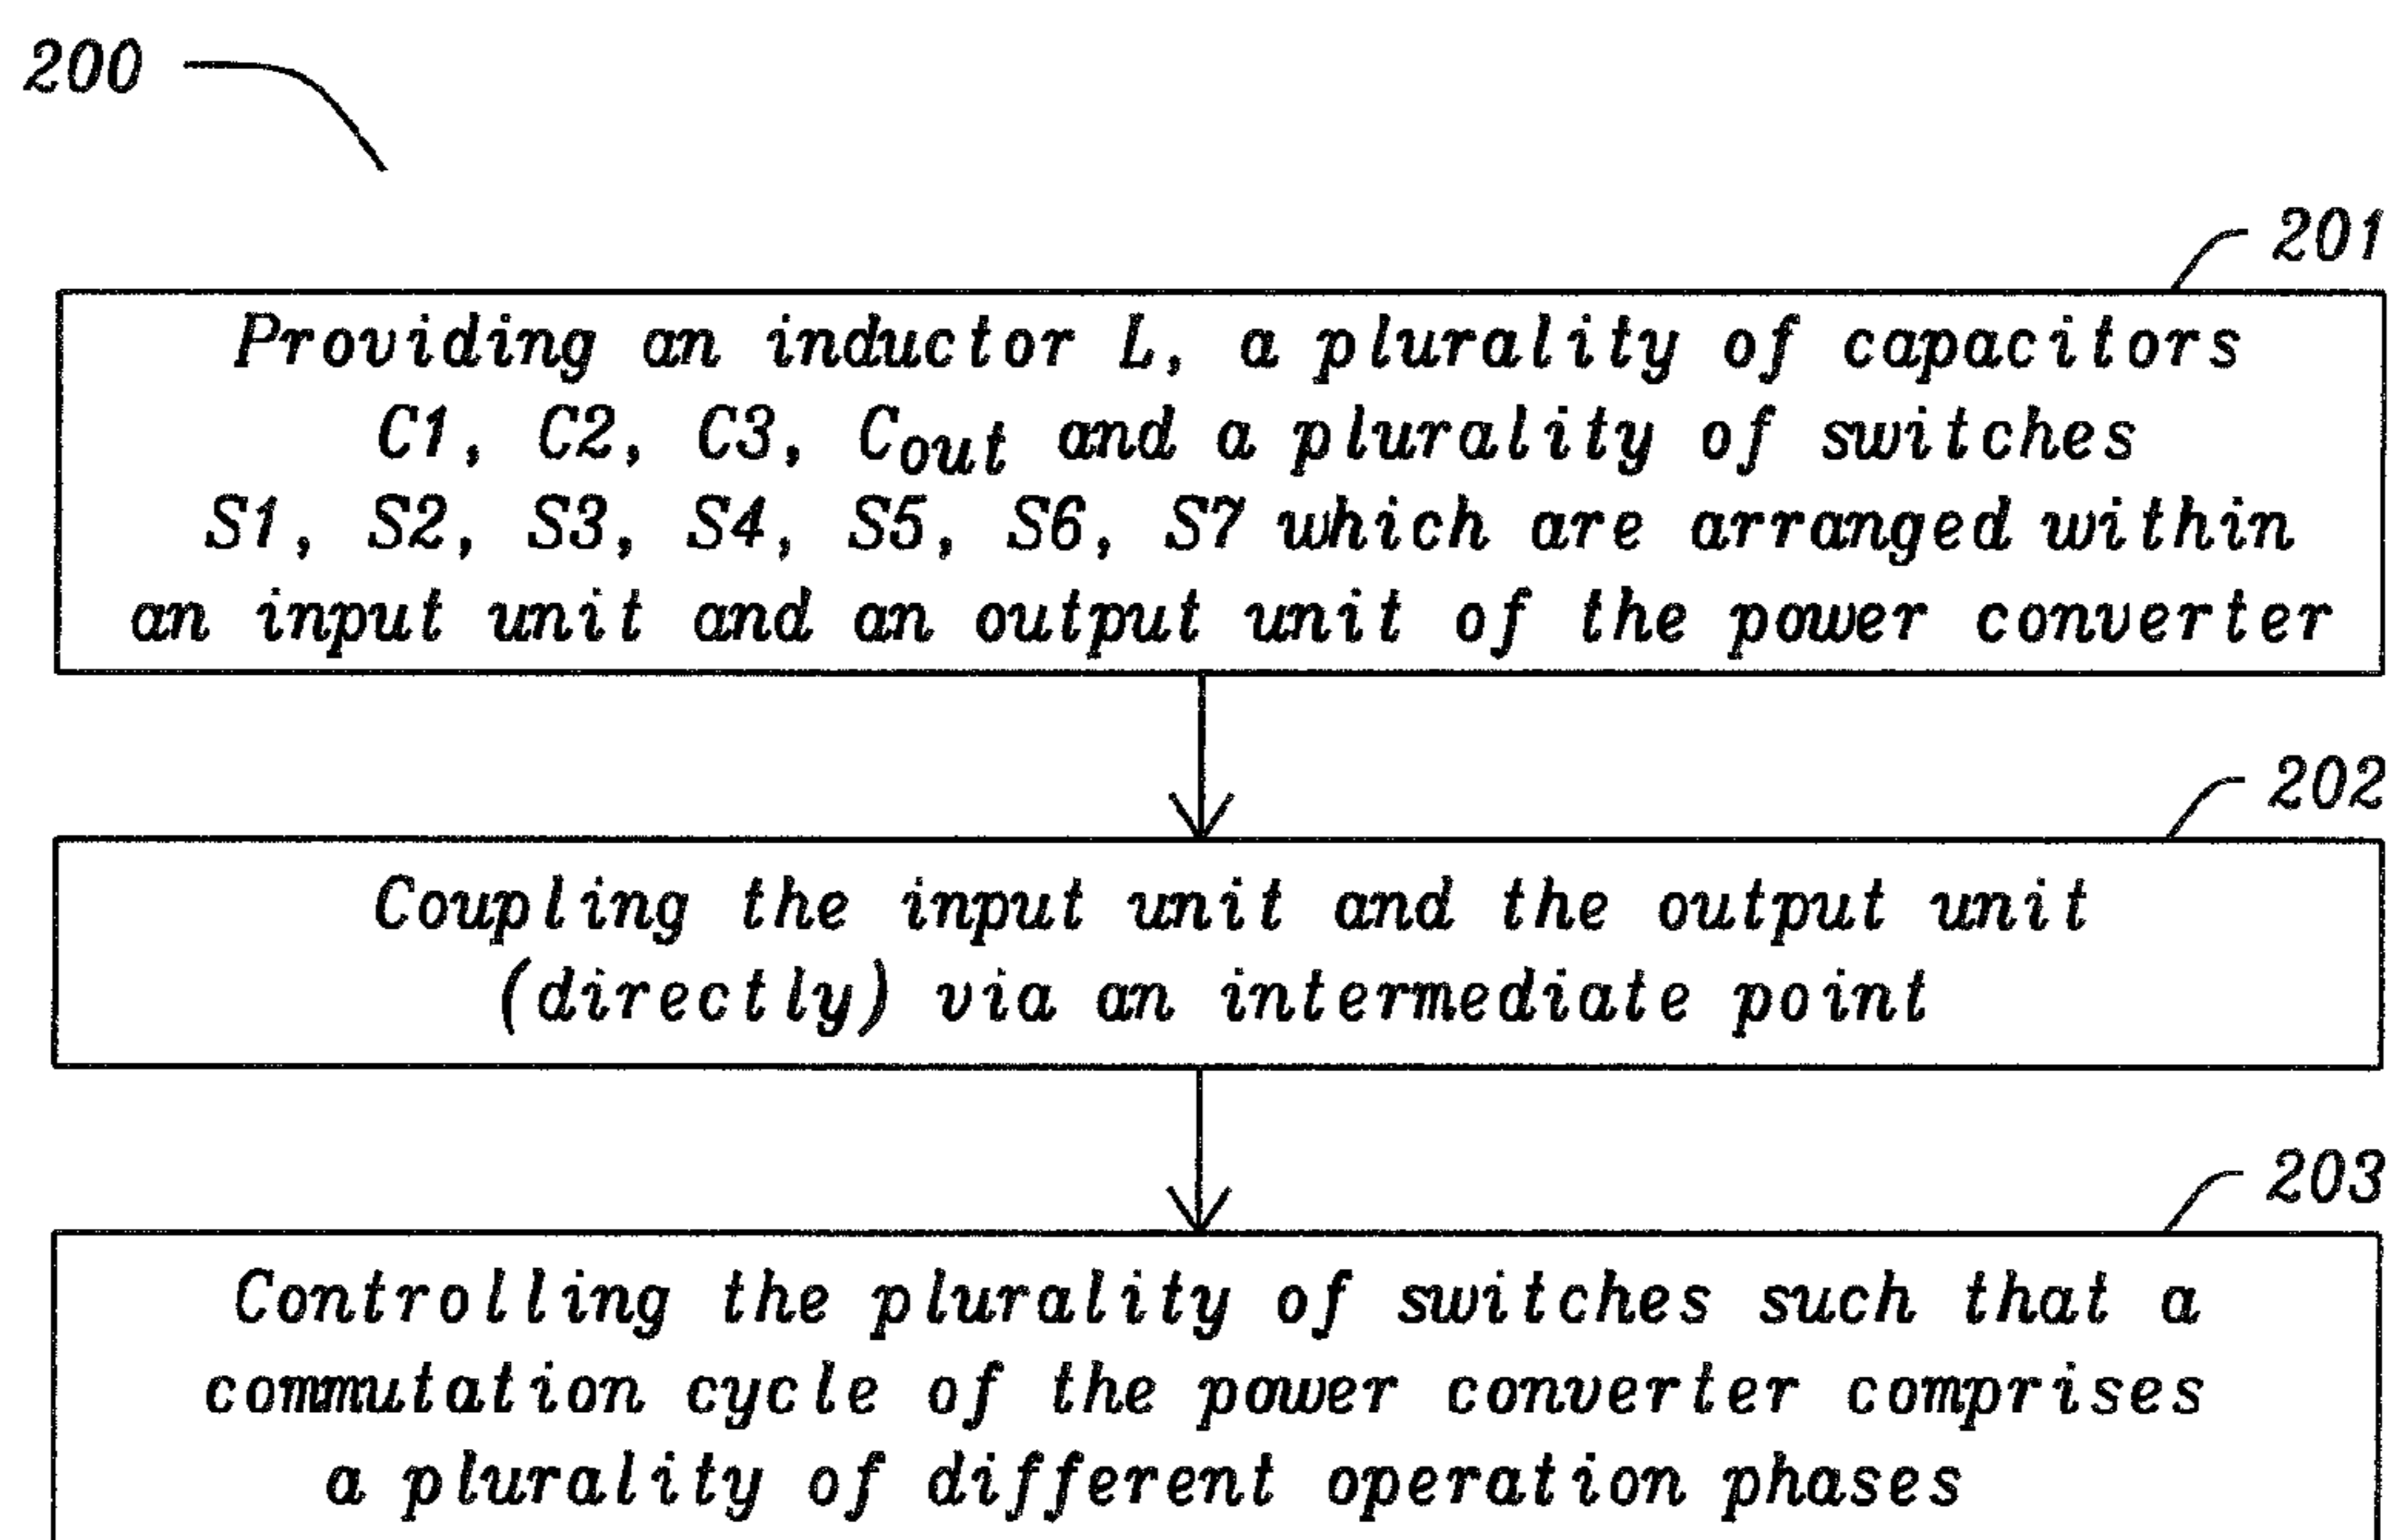 200
201
Providing an inductor L, a plurality of capacitors
C1, C2, C3, Cout and a plurality of switches
S1, S2, S3, S4, S5, S6, S7 which are arranged within
an input unit and an output unit of the power converter
202
Coupling the input unit and the output unit
(directly) via an intermediate point
203
Controlling the plurality of switches such that a
commutation cycle of the power converter comprises
a plurality of different operation phases